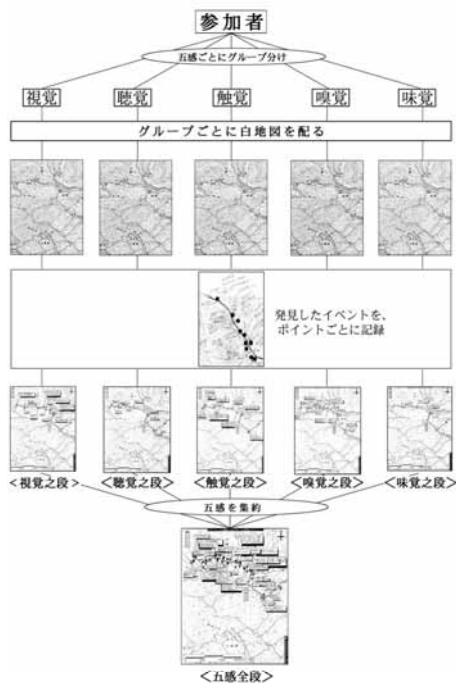 参加者
五感ごとにグループ分け
視覚 聴覚 触覚 嗅覚 味覚
グループごとに白地図を配る
発見したイベントを、
ポイントごとに記録
<視覚之段> <聴覚之段> <触覚之段> <嗅覚之段> <味覚之段>
五感を集約
<五感全段>